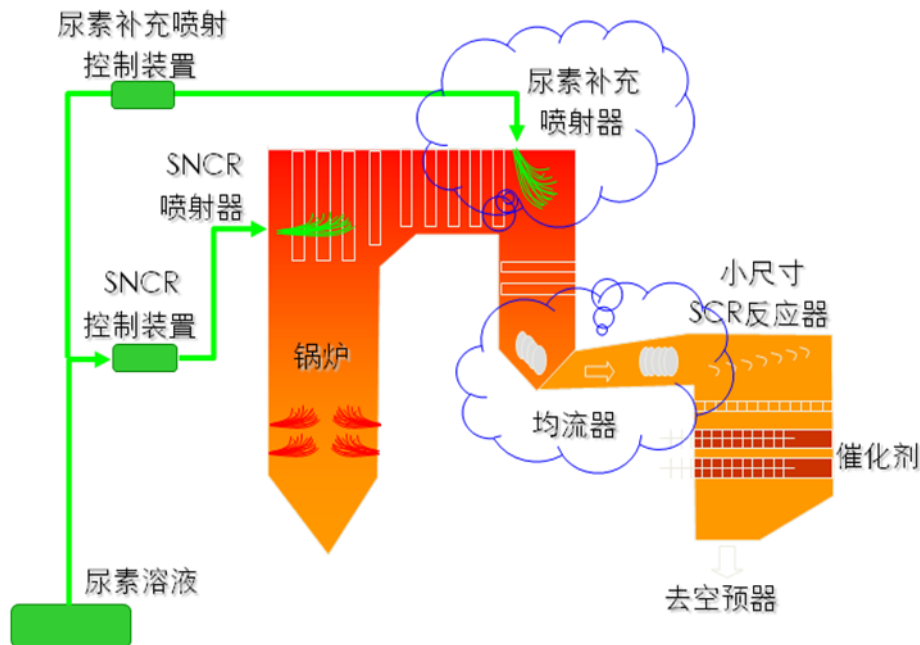 尿素补充喷射
控制装置
尿素补充
喷射器
SNCR
喷射器
SNCR
控制装置
锅炉
小尺寸
SCR反应器
均流器
催化剂
尿素溶液
去空预器